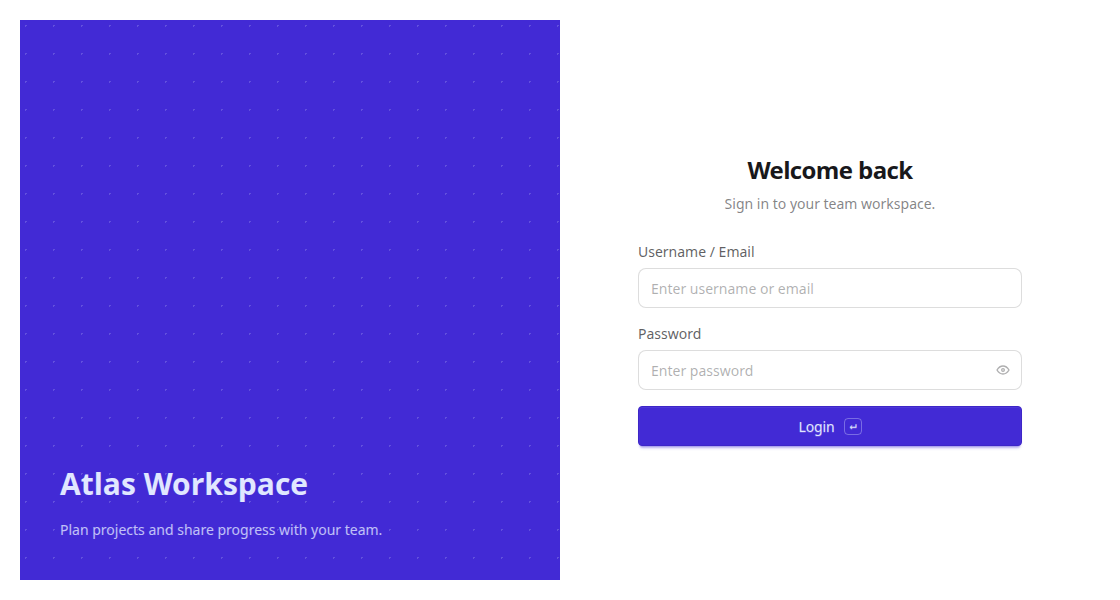 Atlas Workspace
Plan projects and share progress with your team.
Welcome back
Sign in to your team workspace.
Username / Email
Enter username or email
Password
Enter password
Login